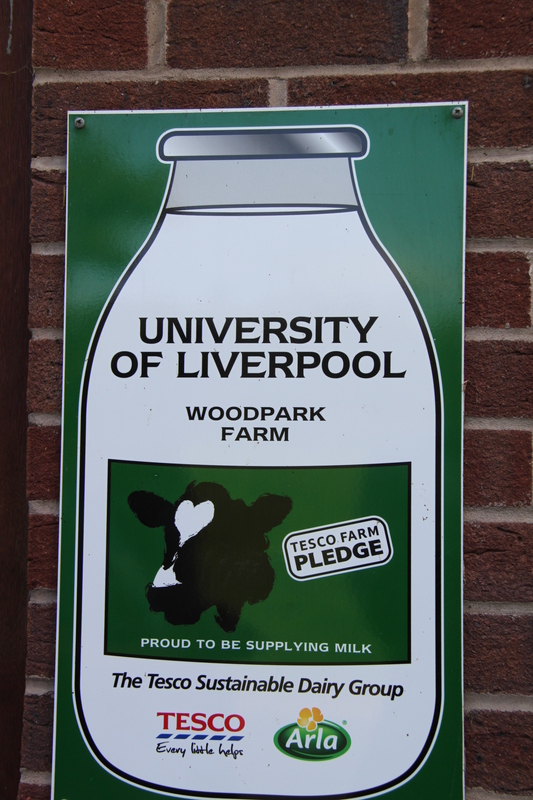 UNIVERSITY
OF LIVERPOOL
WOODPARK
FARM
TESCO FARM
PLEDGE
PROUD TO BE SUPPLYING MILK
The Tesco Sustainable Dairy Group
TESCO
Every little helps
Arla®